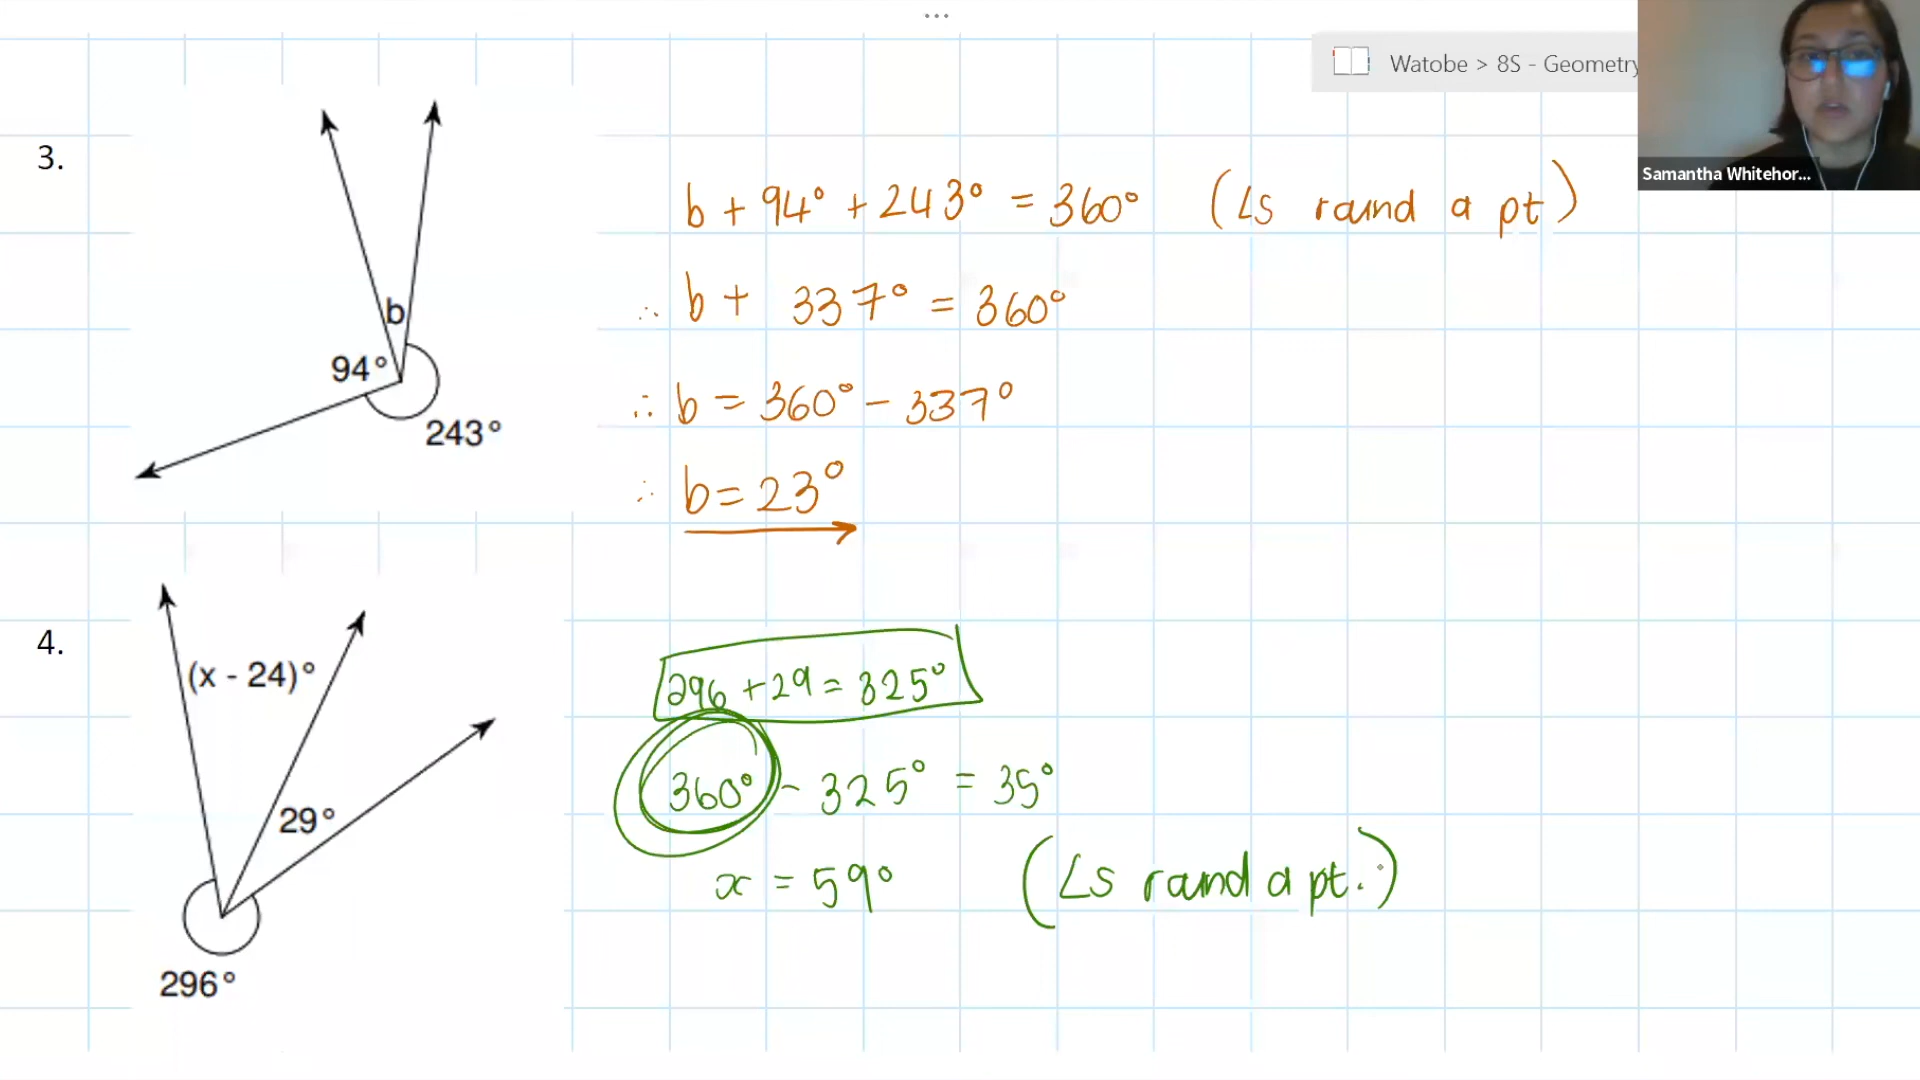 ...
Watobe > 8S - Geometry
Samantha Whitehor...
3.
b + 94° + 243° = 360° (∠s round a pt)
∴ b + 337° = 360°
∴ b = 360° - 337°
∴ b = 23°
b
94°
243°
4.
(x - 24)°
29°
296°
296 + 29 = 325°
360° - 325° = 35°
x = 59° (∠s round a pt.)